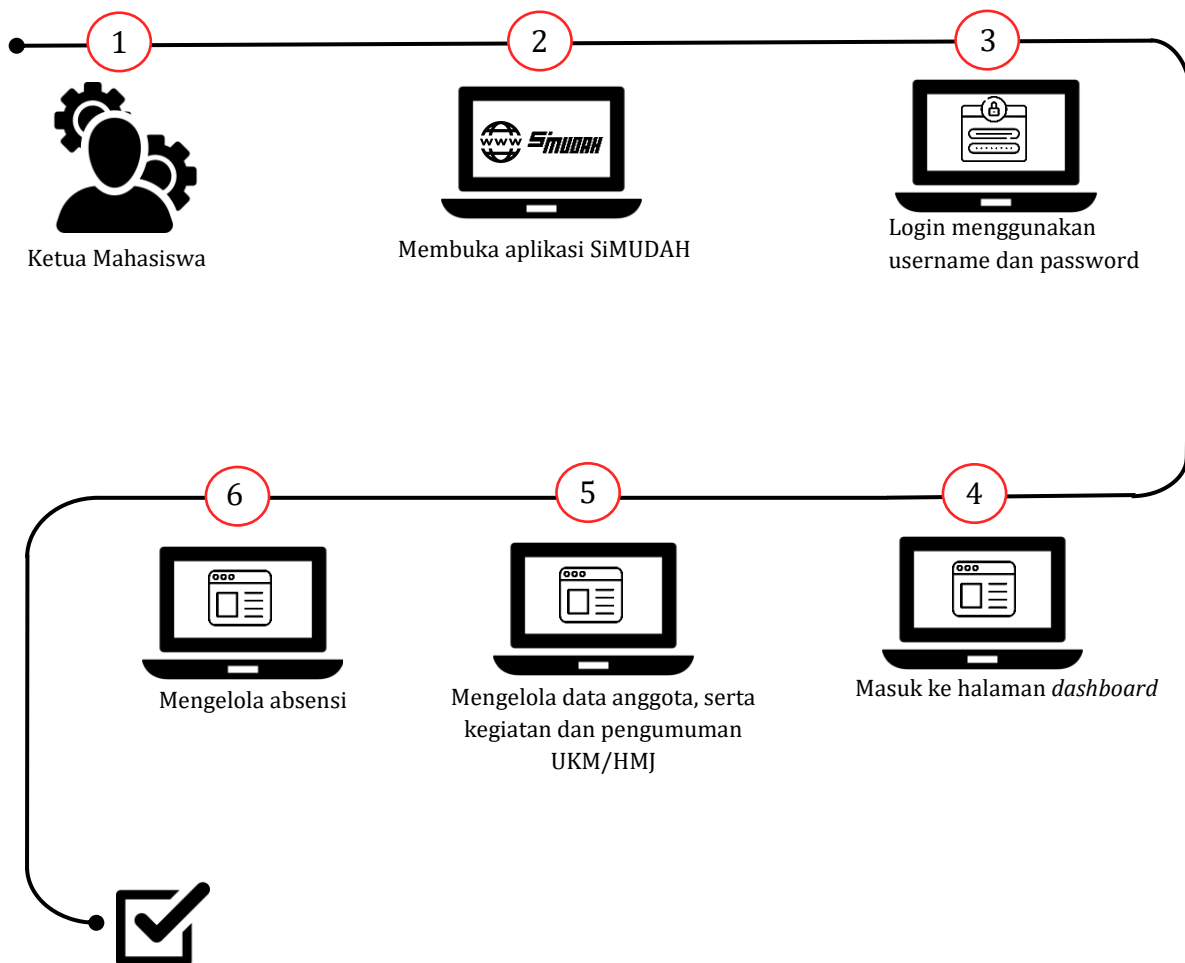 1
2
3
www SiMUDAH
Ketua Mahasiswa
Membuka aplikasi SiMUDAH
Login menggunakan
username dan password
6
5
4
Mengelola absensi
Mengelola data anggota, serta
kegiatan dan pengumuman
UKM/HMJ
Masuk ke halaman dashboard